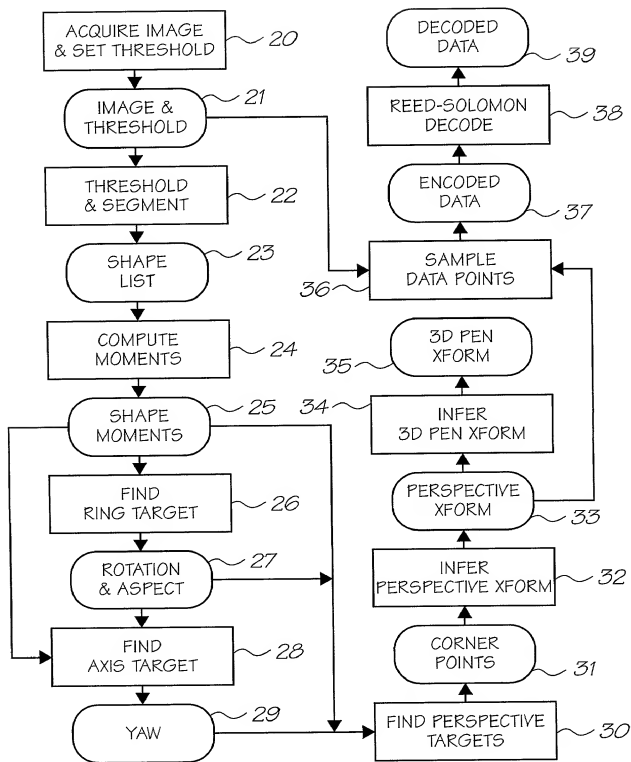 ACQUIRE IMAGE
& SET THRESHOLD
20
IMAGE &
THRESHOLD
21
THRESHOLD
& SEGMENT
22
SHAPE
LIST
23
COMPUTE
MOMENTS
24
SHAPE
MOMENTS
25
FIND
RING TARGET
26
ROTATION
& ASPECT
27
FIND
AXIS TARGET
28
YAW
29
DECODED
DATA
39
REED-SOLOMON
DECODE
38
ENCODED
DATA
37
SAMPLE
DATA POINTS
36
3D PEN
XFORM
35
INFER
3D PEN XFORM
34
PERSPECTIVE
XFORM
33
INFER
PERSPECTIVE XFORM
32
CORNER
POINTS
31
FIND PERSPECTIVE
TARGETS
30